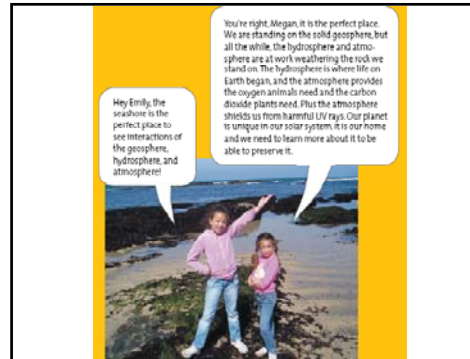 Hey Emily, the
seashore is the
perfect place to
see interactions of
the geosphere,
hydrosphere, and
atmosphere!
You're right, Megan, it is the perfect place.
We are standing on the solid geosphere, but
all the while, the hydrosphere and atmo-
sphere are at work weathering the rock we
stand on. The hydrosphere is where life on
Earth began, and the atmosphere provides
the oxygen animals need and the carbon
dioxide plants need. Plus the atmosphere
shields us from harmful UV rays. Our planet
is unique in our solar system. It is our home
and we need to learn more about it to be
able to preserve it.